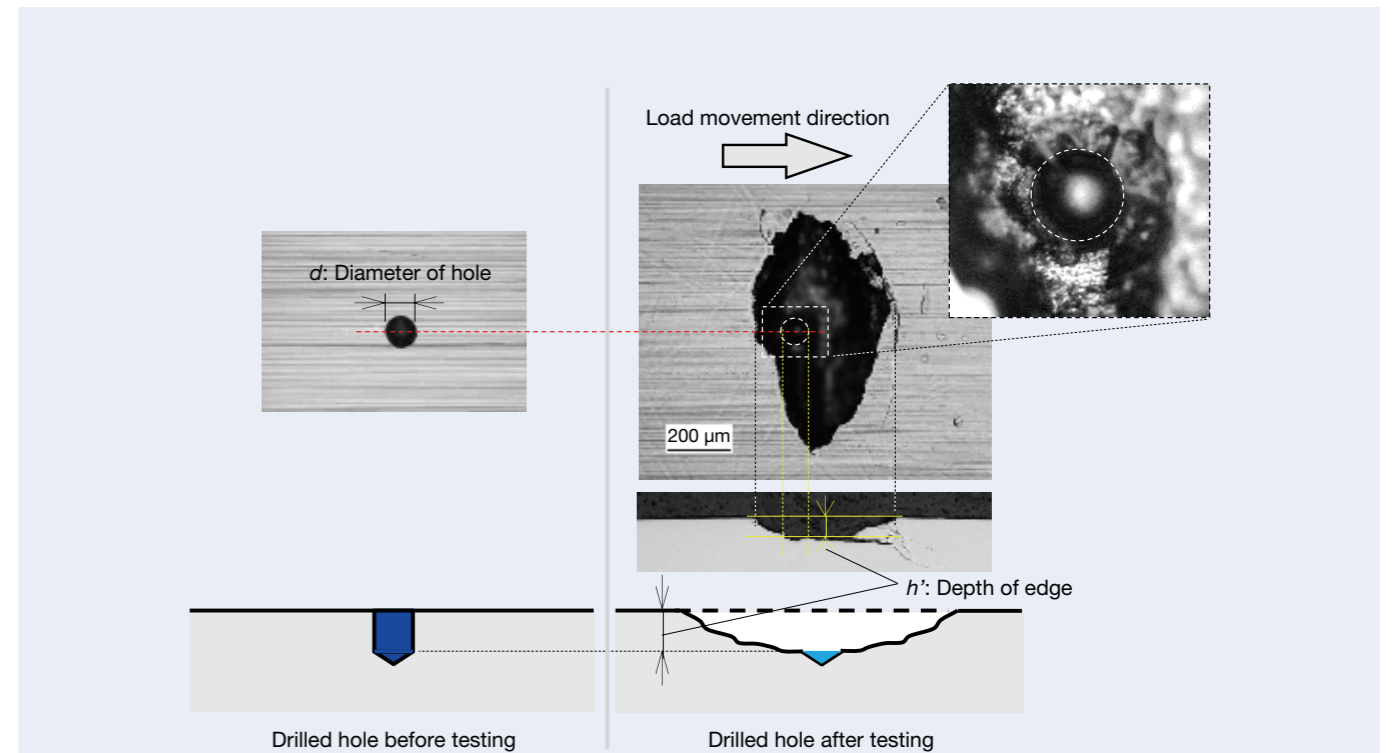 Load movement direction
d: Diameter of hole
200 µm
h’: Depth of edge
Drilled hole before testing
Drilled hole after testing